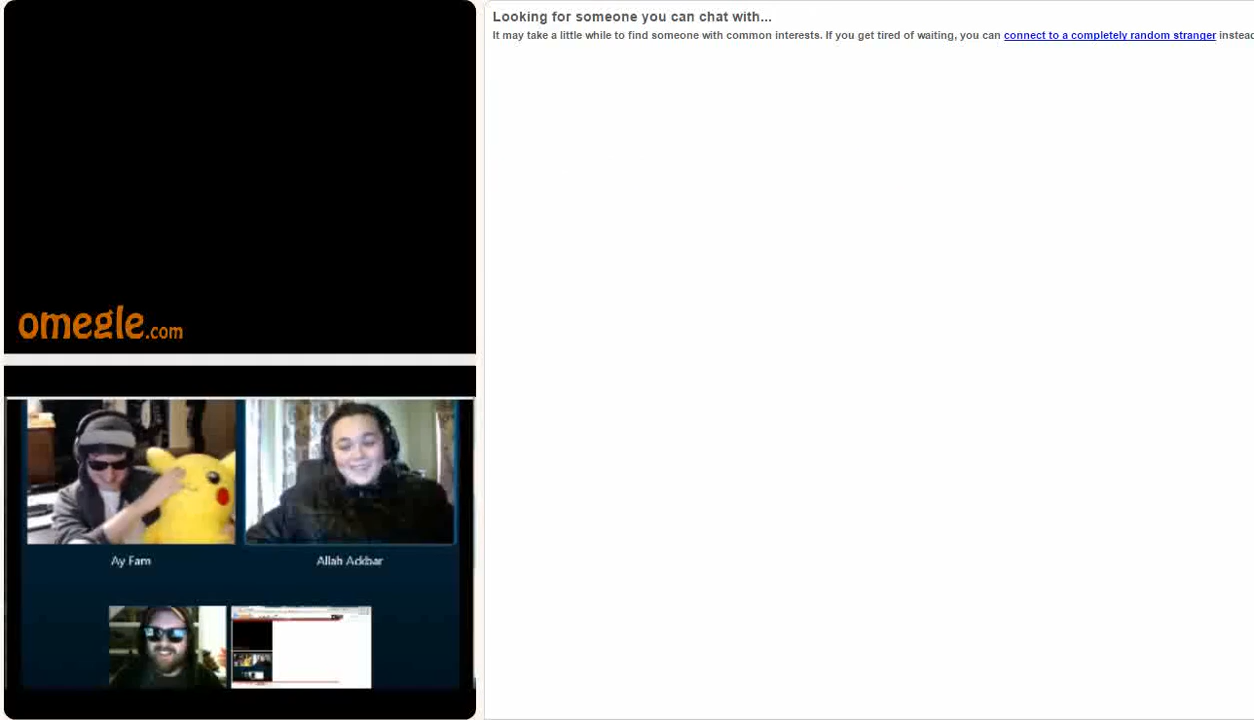 Looking for someone you can chat with...
It may take a little while to find someone with common interests. If you get tired of waiting, you can connect to a completely random stranger instead
omegle.com
Ay Fam
Allah Ackbar